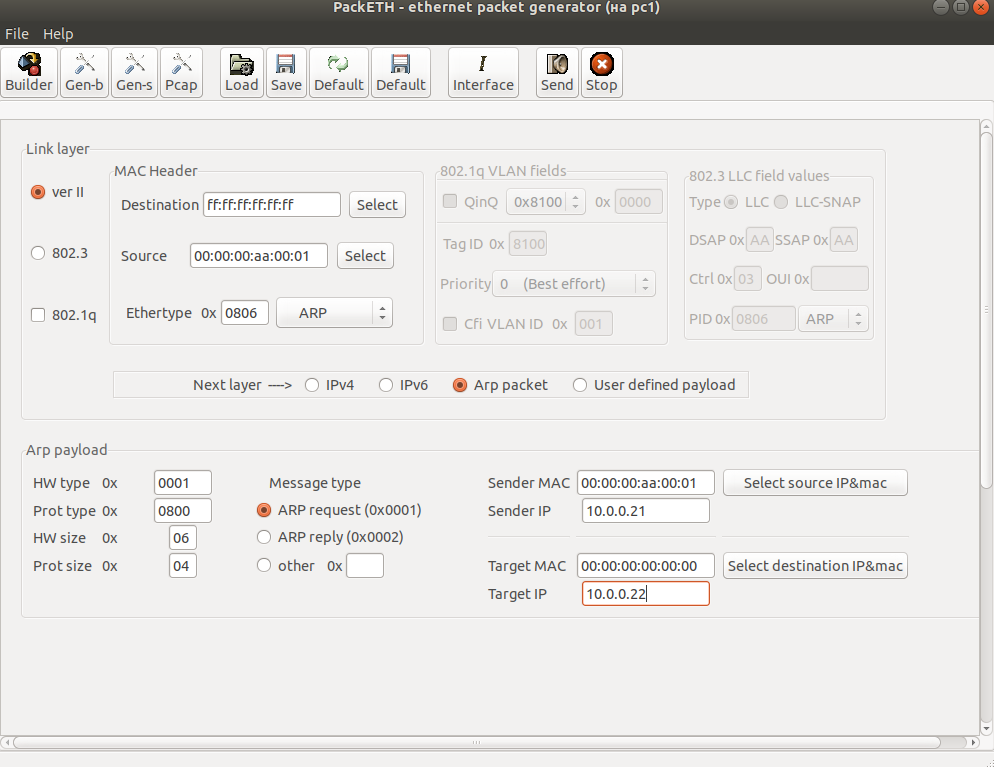 PackETH - ethernet packet generator (на pc1)
File Help
Builder Gen-b Gen-s Pcap Load Save Default Default Interface Send Stop
Link layer
MAC Header
802.1q VLAN fields
802.3 LLC field values
ver II
Destination ff:ff:ff:ff:ff:ff Select
QinQ 0x8100 0x 0000
Type LLC LLC-SNAP
802.3
Source 00:00:00:aa:00:01 Select
Tag ID 0x 8100
DSAP 0x AA SSAP 0x AA
Priority 0 (Best effort)
Ctrl 0x 03 OUI 0x
802.1q
Ethertype 0x 0806 ARP
Cfi VLAN ID 0x 001
PID 0x 0806 ARP
Next layer ----> IPv4 IPv6 Arp packet User defined payload
Arp payload
HW type 0x 0001
Message type
Sender MAC 00:00:00:aa:00:01 Select source IP&mac
Prot type 0x 0800
ARP request (0x0001)
Sender IP 10.0.0.21
HW size 0x 06
ARP reply (0x0002)
Prot size 0x 04
other 0x
Target MAC 00:00:00:00:00:00 Select destination IP&mac
Target IP 10.0.0.22